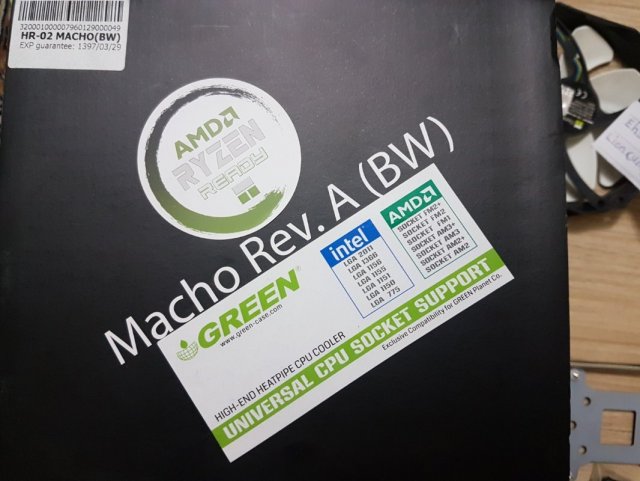 320001000007960129000049
HR-02 MACHO(BW)
EXP guarantee: 1397/03/29
AMD
RYZEN
READY
Macho Rev. A (BW)
GREEN®
www.green-case.com
HIGH-END HEATPIPE CPU COOLER
UNIVERSAL CPU SOCKET SUPPORT
Exclusive Compatibility for GREEN Planet Co.
intel
LGA 2011
LGA 1366
LGA 1156
LGA 1155
LGA 1151
LGA 1150
LGA 775
AMD
SOCKET FM2+
SOCKET FM2
SOCKET FM1
SOCKET AM3+
SOCKET AM3
SOCKET AM2+
SOCKET AM2